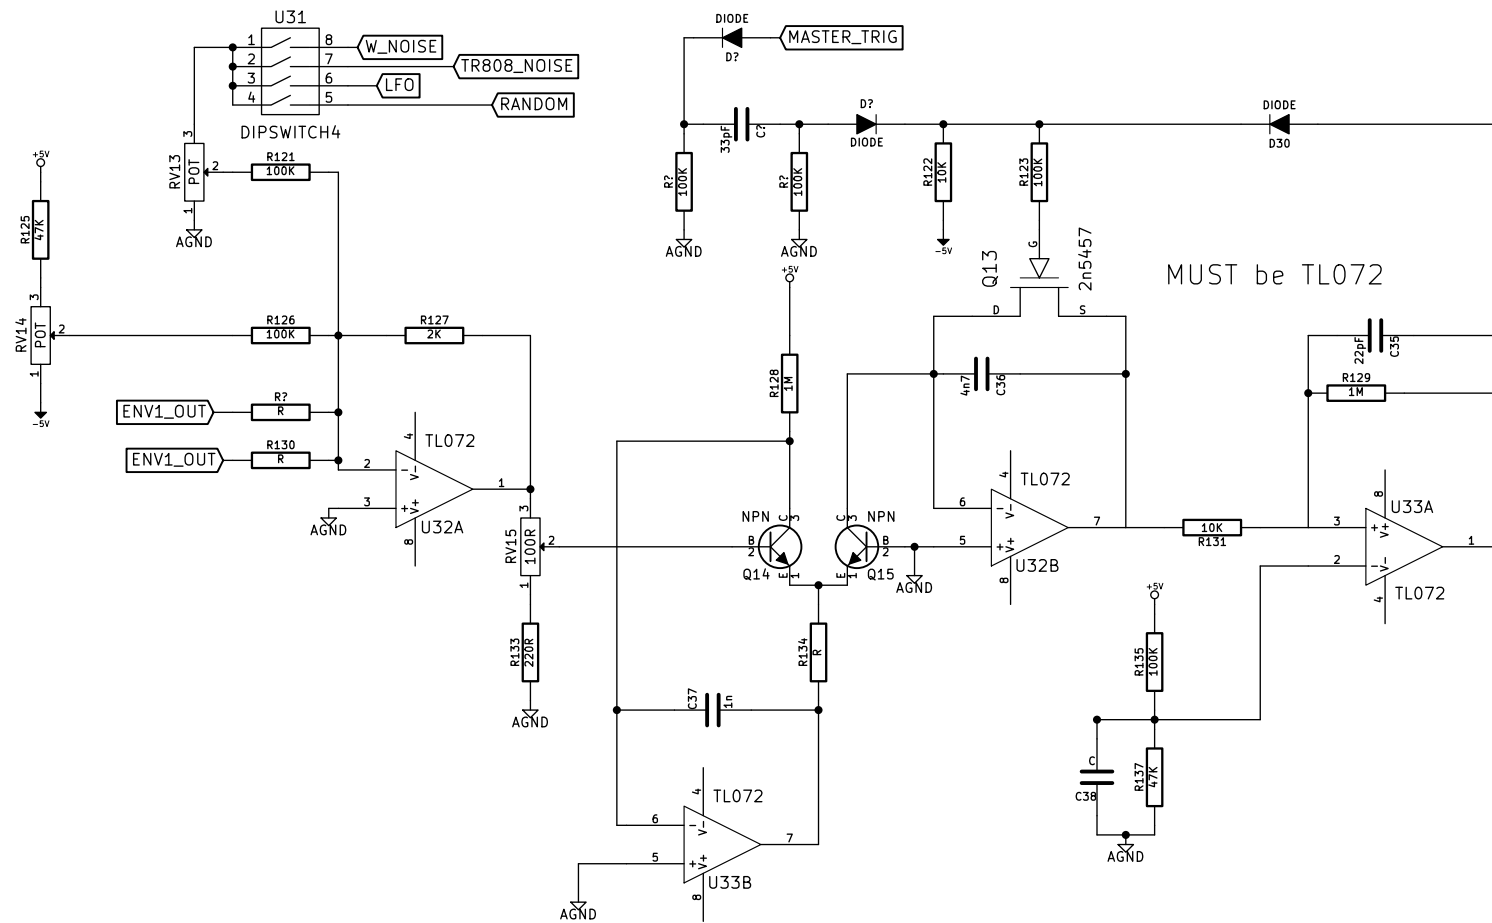 U31
1
8
W_NOISE
2
7
TR808_NOISE
3
6
LFO
4
5
RANDOM
DIPSWITCH4
DIODE
D?
MASTER_TRIG
33pF
C?
D?
DIODE
DIODE
D30
R?
100K
R?
100K
R122
10K
R123
100K
AGND
AGND
-5V
+5V
R125
47K
3
RV13
POT
2
1
AGND
R121
100K
G
Q13
2n5457
D
S
MUST be TL072
3
RV14
POT
2
1
-5V
R126
100K
R127
2K
+5V
R128
1M
4n7
C36
22pF
C35
R129
1M
ENV1_OUT
R?
R
ENV1_OUT
R130
R
4
TL072
2
-
V-
3
+
V+
1
8
U32A
AGND
3
RV15
100R
2
1
R133
220R
AGND
NPN
C
3
B
2
E
1
Q14
NPN
C
3
B
2
E
1
Q15
AGND
4
TL072
6
-
V-
5
+
V+
7
8
U32B
10K
R131
8
U33A
3
+
V+
2
-
V-
1
4
TL072
R134
R
C37
1n
+5V
R135
100K
C
C38
R137
47K
AGND
4
TL072
6
-
V-
5
+
V+
7
8
U33B
AGND